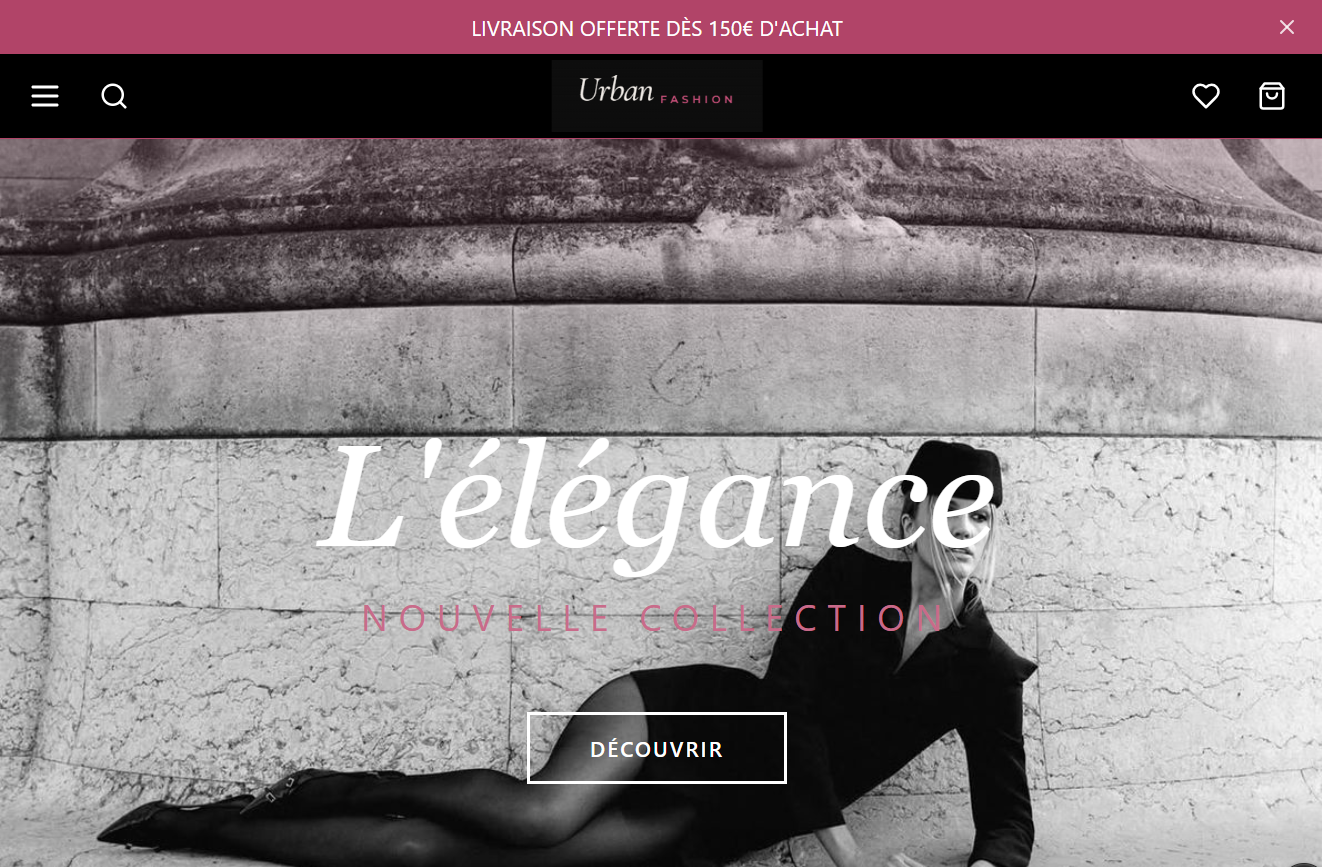 LIVRAISON OFFERTE DÈS 150€ D'ACHAT
Urban FASHION
L'élégance
NOUVELLE COLLECTION
DÉCOUVRIR